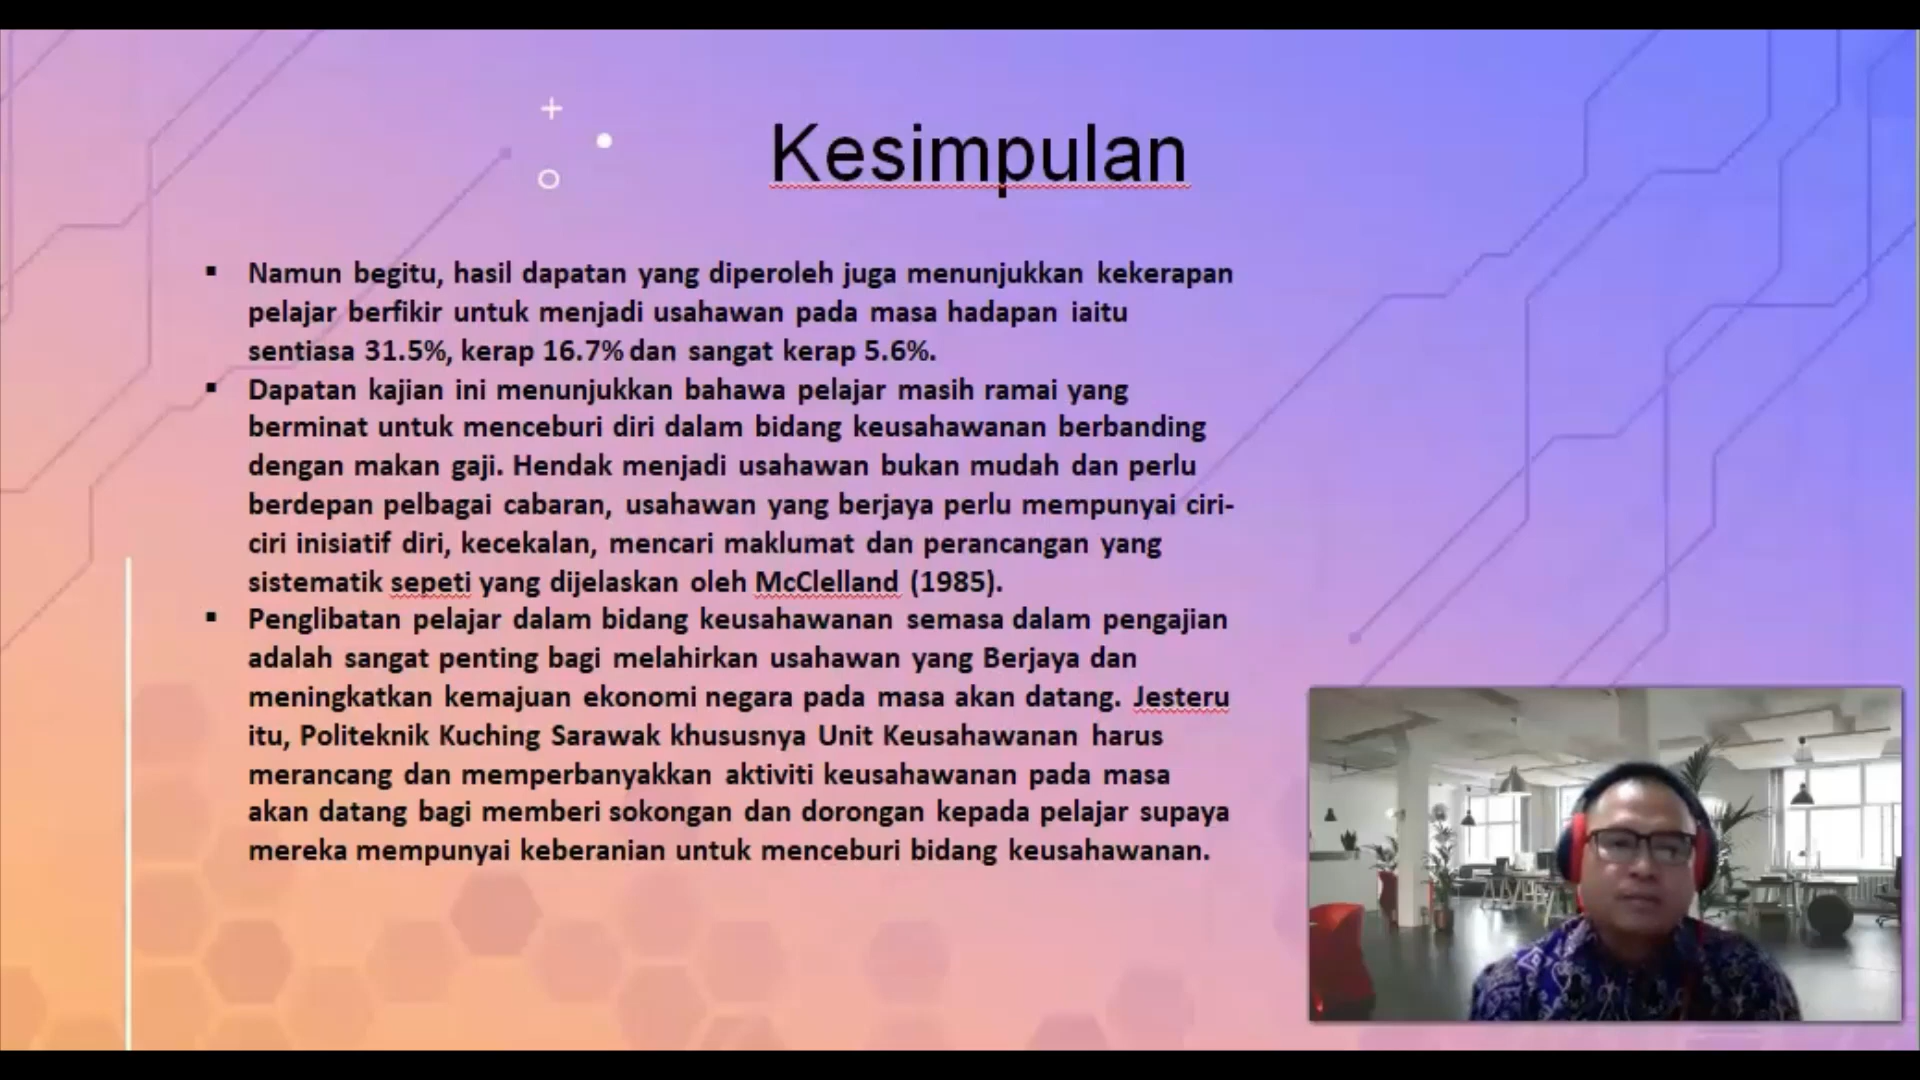 Kesimpulan
▪ Namun begitu, hasil dapatan yang diperoleh juga menunjukkan kekerapan
pelajar berfikir untuk menjadi usahawan pada masa hadapan iaitu
sentiasa 31.5%, kerap 16.7% dan sangat kerap 5.6%.
▪ Dapatan kajian ini menunjukkan bahawa pelajar masih ramai yang
berminat untuk menceburi diri dalam bidang keusahawanan berbanding
dengan makan gaji. Hendak menjadi usahawan bukan mudah dan perlu
berdepan pelbagai cabaran, usahawan yang berjaya perlu mempunyai ciri-
ciri inisiatif diri, kecekalan, mencari maklumat dan perancangan yang
sistematik sepeti yang dijelaskan oleh McClelland (1985).
▪ Penglibatan pelajar dalam bidang keusahawanan semasa dalam pengajian
adalah sangat penting bagi melahirkan usahawan yang Berjaya dan
meningkatkan kemajuan ekonomi negara pada masa akan datang. Jesteru
itu, Politeknik Kuching Sarawak khususnya Unit Keusahawanan harus
merancang dan memperbanyakkan aktiviti keusahawanan pada masa
akan datang bagi memberi sokongan dan dorongan kepada pelajar supaya
mereka mempunyai keberanian untuk menceburi bidang keusahawanan.